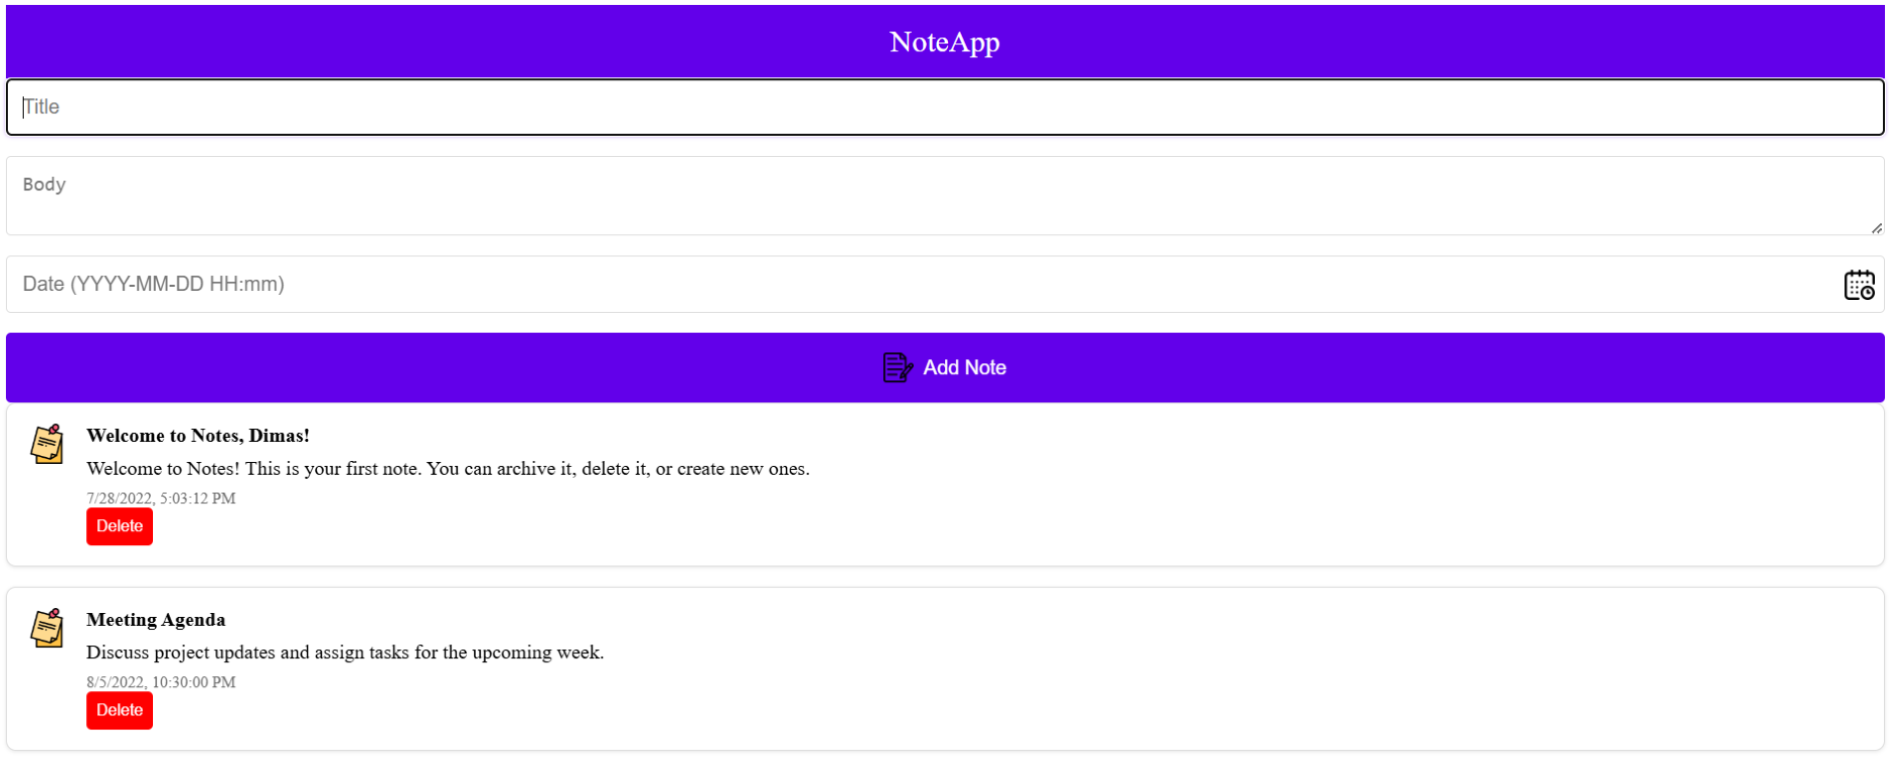 NoteApp
Title
Body
Date (YYYY-MM-DD HH:mm)
Add Note
Welcome to Notes, Dimas!
Welcome to Notes! This is your first note. You can archive it, delete it, or create new ones.
7/28/2022, 5:03:12 PM
Delete
Meeting Agenda
Discuss project updates and assign tasks for the upcoming week.
8/5/2022, 10:30:00 PM
Delete